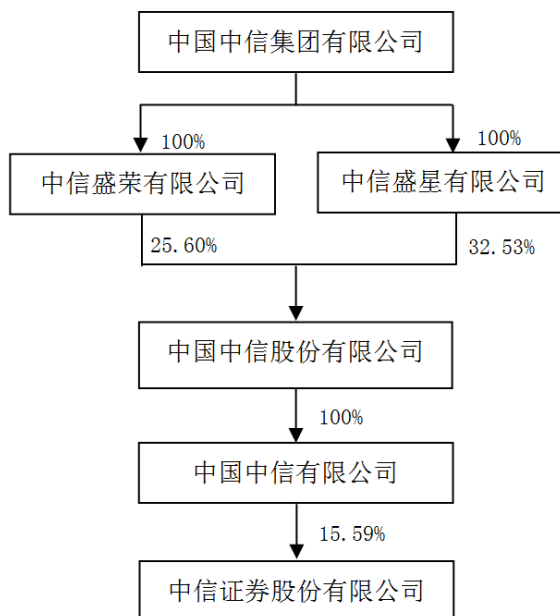 中国中信集团有限公司
100%
100%
中信盛荣有限公司
中信盛星有限公司
25.60%
32.53%
中国中信股份有限公司
100%
中国中信有限公司
15.59%
中信证券股份有限公司